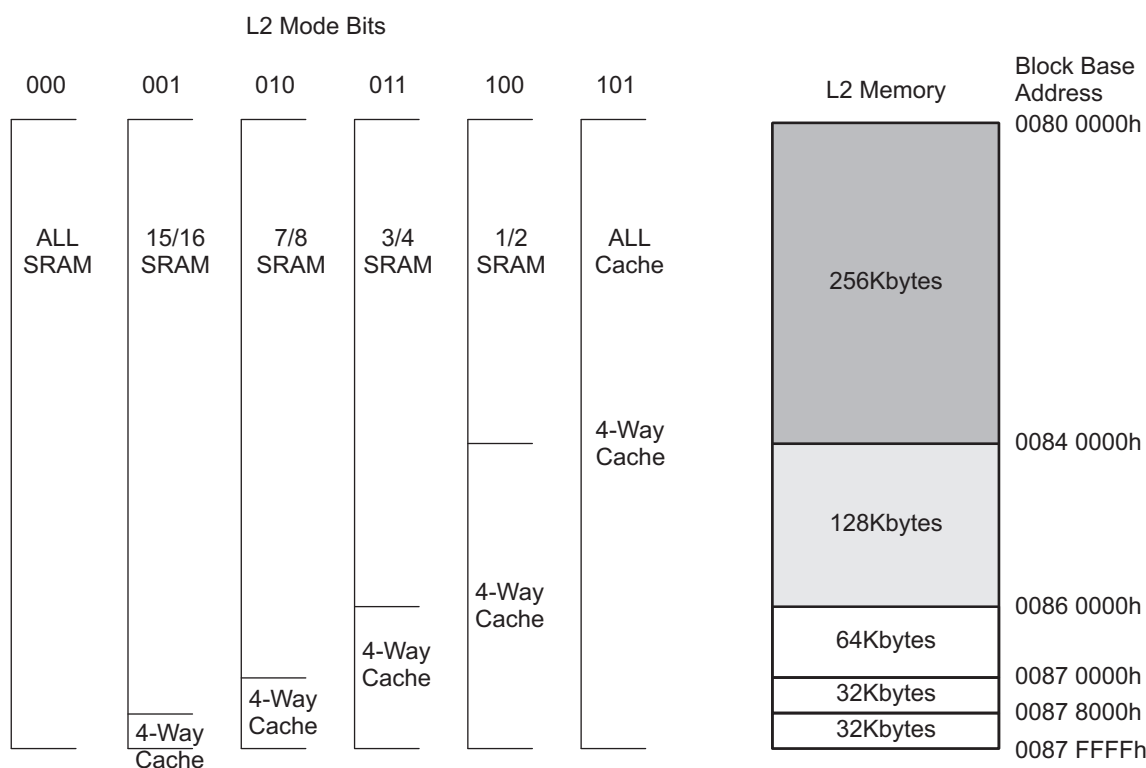 L2 Mode Bits
000 001 010 011 100 101
L2 Memory
Block Base
Address
0080 0000h
ALL
SRAM
15/16
SRAM
7/8
SRAM
3/4
SRAM
1/2
SRAM
ALL
Cache
256Kbytes
4-Way
Cache
0084 0000h
128Kbytes
4-Way
Cache
0086 0000h
4-Way
Cache
64Kbytes
0087 0000h
4-Way
Cache
32Kbytes
0087 8000h
4-Way
Cache
32Kbytes
0087 FFFFh